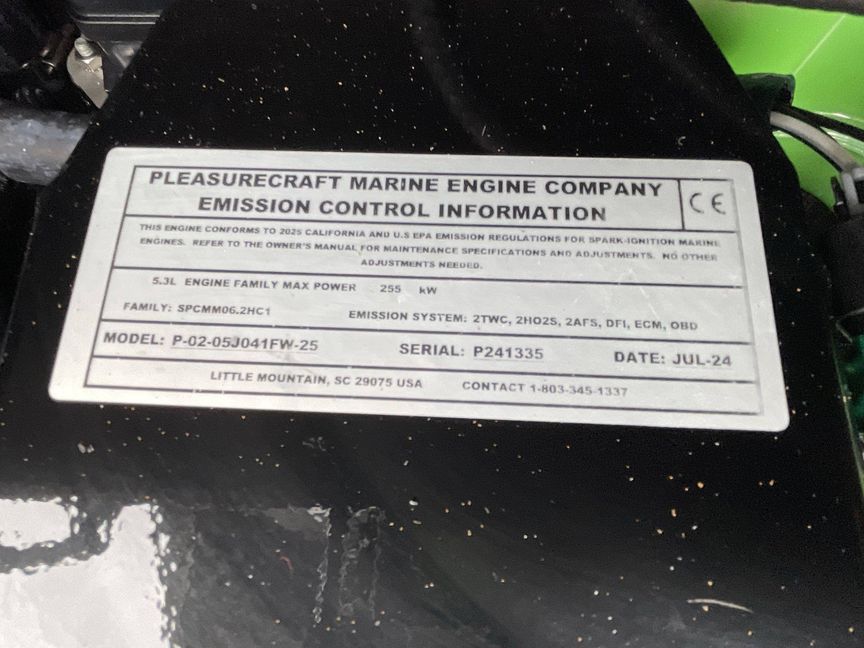 PLEASURECRAFT MARINE ENGINE COMPANY
EMISSION CONTROL INFORMATION
CE
THIS ENGINE CONFORMS TO 2025 CALIFORNIA AND U.S EPA EMISSION REGULATIONS FOR SPARK-IGNITION MARINE
ENGINES. REFER TO THE OWNER'S MANUAL FOR MAINTENANCE SPECIFICATIONS AND ADJUSTMENTS. NO OTHER
ADJUSTMENTS NEEDED.
5.3L ENGINE FAMILY MAX POWER 255 kW
FAMILY: SPCMM06.2HC1 EMISSION SYSTEM: 2TWC, 2HO2S, 2AFS, DFI, ECM, OBD
MODEL: P-02-05J041FW-25 SERIAL: P241335 DATE: JUL-24
LITTLE MOUNTAIN, SC 29075 USA CONTACT 1-803-345-1337